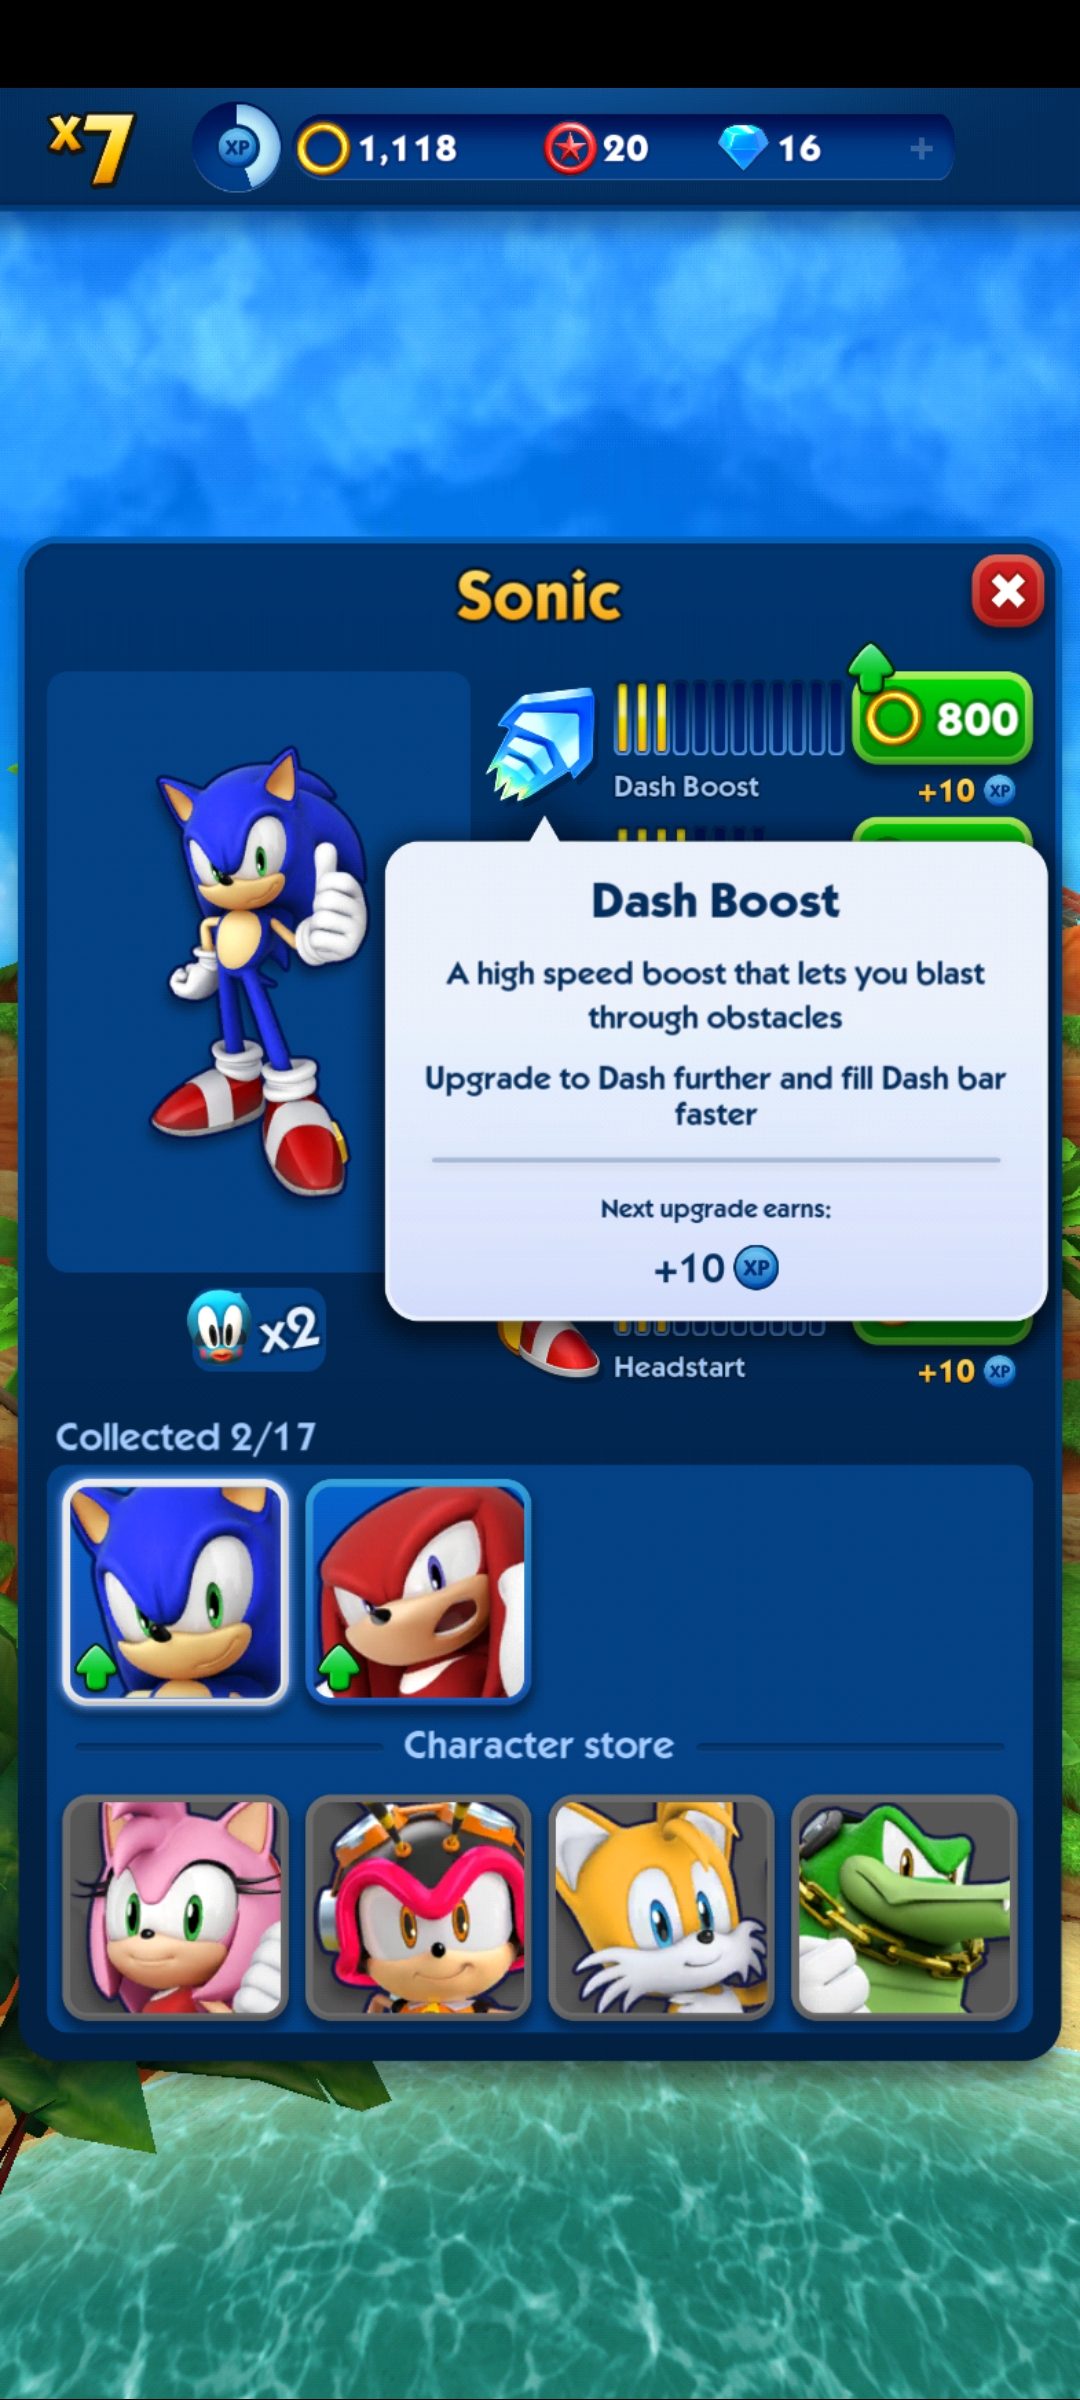 x7
XP
1,118
20
16
Sonic
800
Dash Boost
+10 XP
Dash Boost
A high speed boost that lets you blast
through obstacles
Upgrade to Dash further and fill Dash bar
faster
Next upgrade earns:
+10 XP
x2
Headstart
+10 XP
Collected 2/17
Character store